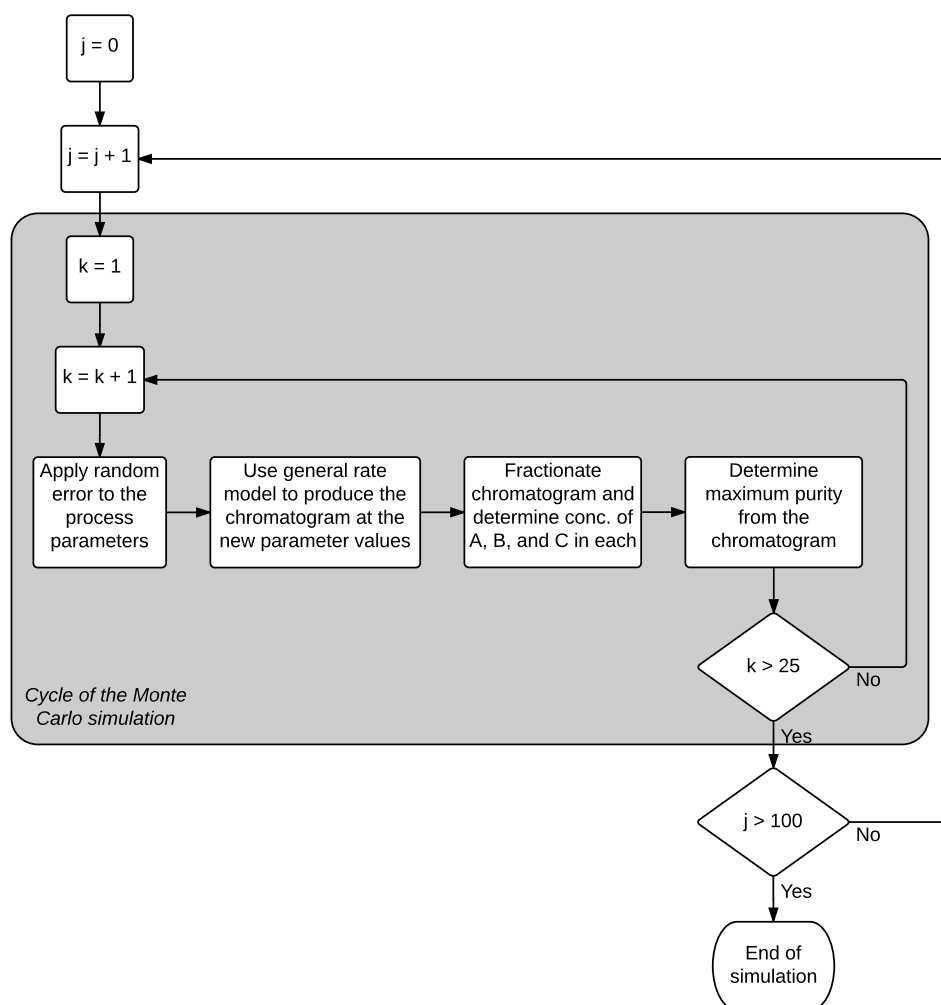 j = 0
j = j + 1
k = 1
k = k + 1
Apply random
error to the
process
parameters
Use general rate
model to produce the
chromatogram at the
new parameter values
Fractionate
chromatogram and
determine conc. of
A, B, and C in each
Determine
maximum purity
from the
chromatogram
k > 25
No
Cycle of the Monte
Carlo simulation
Yes
j > 100
No
Yes
End of
simulation